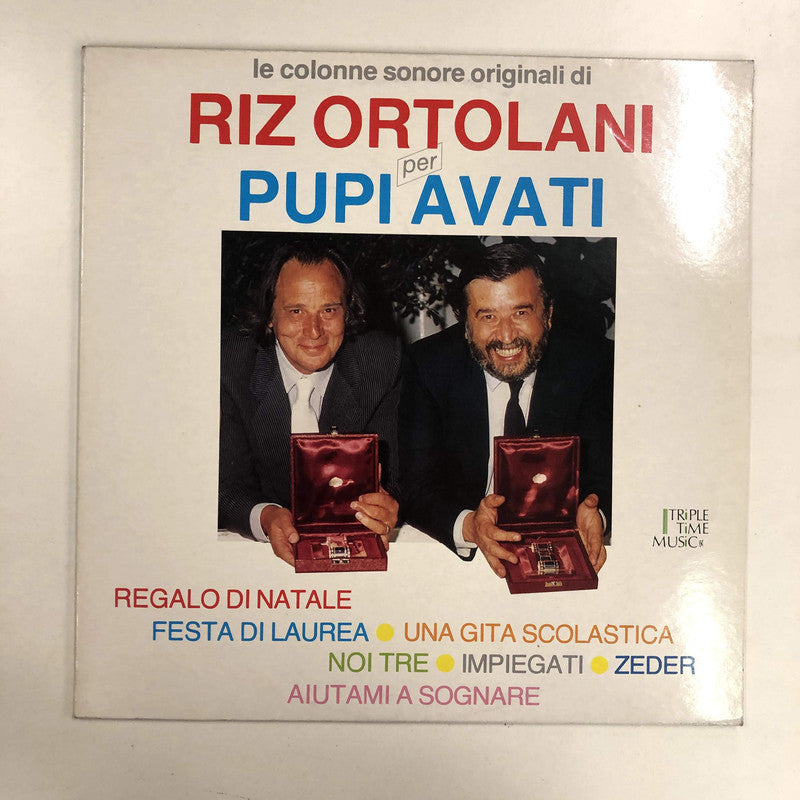 le colonne sonore originali di
RIZ ORTOLANI
per
PUPI AVATI
TRiPLE
TiME
MUSiC
REGALO DI NATALE
FESTA DI LAUREA ● UNA GITA SCOLASTICA
NOI TRE ● IMPIEGATI ● ZEDER
AIUTAMI A SOGNARE